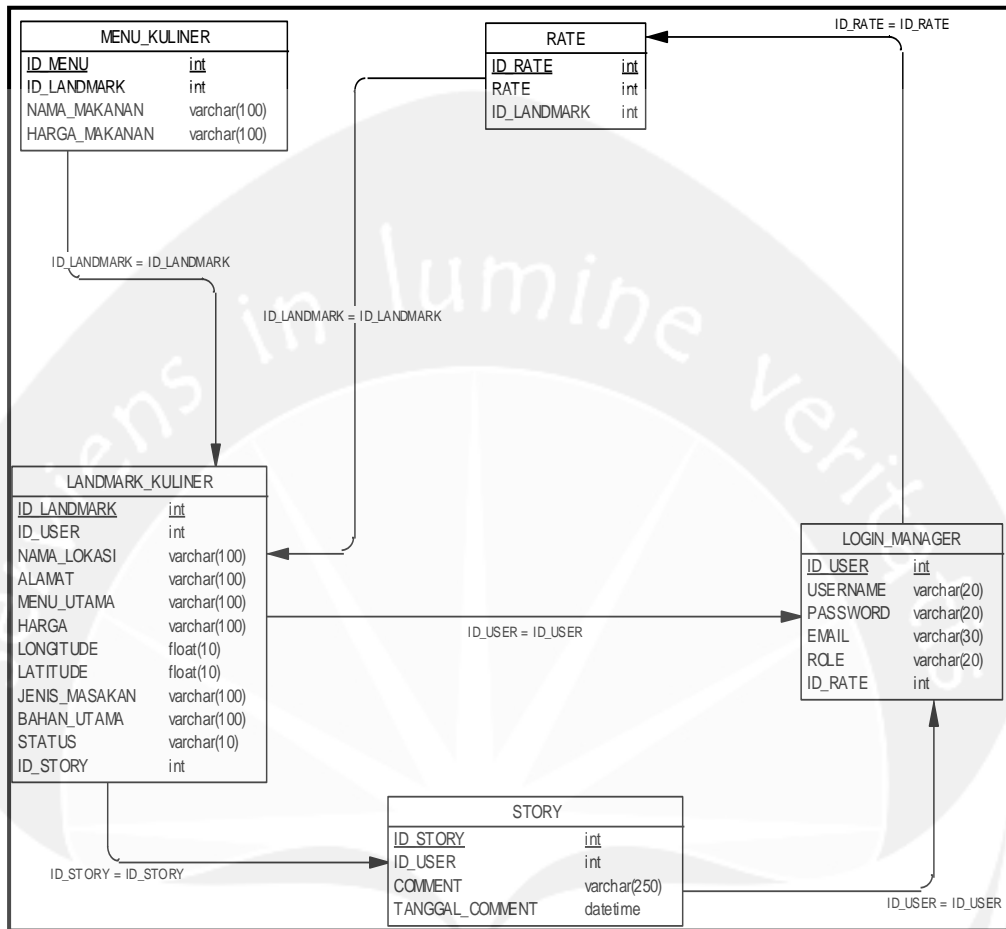 MENU_KULINER
ID_MENU int
ID_LANDMARK int
NAMA_MAKANAN varchar(100)
HARGA_MAKANAN varchar(100)
RATE
ID_RATE int
RATE int
ID_LANDMARK int
ID_RATE = ID_RATE
ID_LANDMARK = ID_LANDMARK
ID_LANDMARK = ID_LANDMARK
in lumine veritatis
LANDMARK_KULINER
ID_LANDMARK int
ID_USER int
NAMA_LOKASI varchar(100)
ALAMAT varchar(100)
MENU_UTAMA varchar(100)
HARGA varchar(100)
LONGITUDE float(10)
LATITUDE float(10)
JENIS_MASAKAN varchar(100)
BAHAN_UTAMA varchar(100)
STATUS varchar(10)
ID_STORY int
LOGIN_MANAGER
ID_USER int
USERNAME varchar(20)
PASSWORD varchar(20)
EMAIL varchar(30)
ROLE varchar(20)
ID_RATE int
ID_USER = ID_USER
STORY
ID_STORY int
ID_USER int
COMMENT varchar(250)
TANGGAL_COMMENT datetime
ID_STORY = ID_STORY
ID_USER = ID_USER